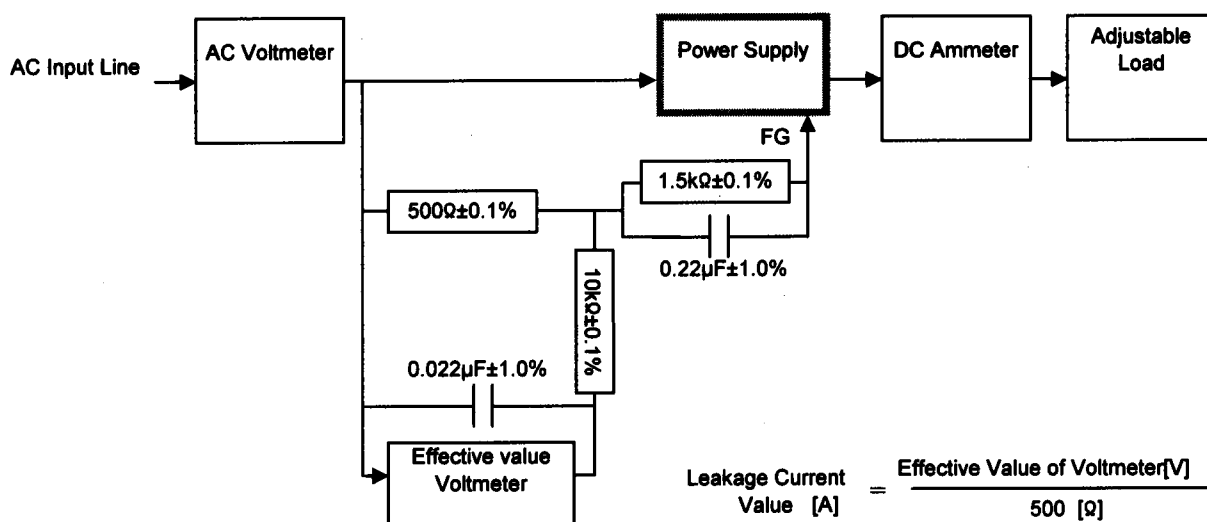 AC Input Line
AC Voltmeter
Power Supply
DC Ammeter
Adjustable
Load
FG
1.5kΩ±0.1%
500Ω±0.1%
0.22µF±1.0%
10kΩ±0.1%
0.022µF±1.0%
Effective value
Voltmeter
Leakage Current
Value [A]
=
Effective Value of Voltmeter[V]
500 [Ω]